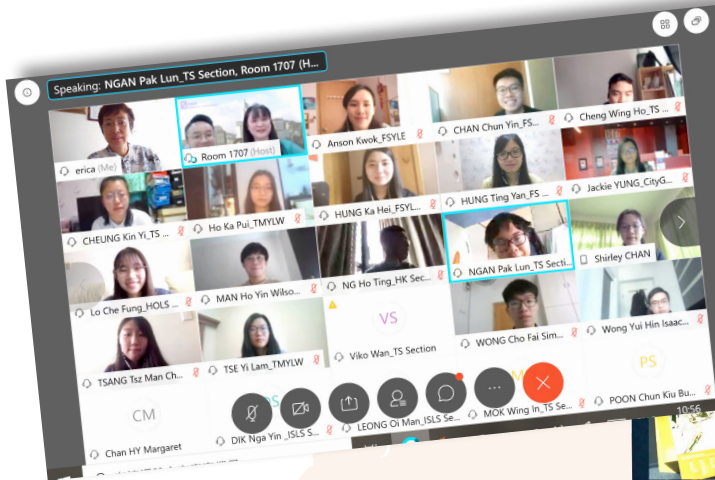 Speaking: NGAN Pak Lun_TS Section, Room 1707 (H...
erica (Me)
Room 1707 (Host)
Anson Kwok_FSYLE
CHAN Chun Yin_FS...
Cheng Wing Ho_TS ...
CHEUNG Kin Yi_TS ...
Ho Ka Pui_TMYLW
HUNG Ka Hei_FSYL...
HUNG Ting Yan_FS ...
Jackie YUNG_CityG...
Lo Che Fung_HOLS ...
MAN Ho Yin Wilso...
NG Ho Ting_HK Sec...
NGAN Pak Lun_TS Secti...
Shirley CHAN
TSANG Tsz Man Ch...
TSE Yi Lam_TMYLW
VS
Viko Wan_TS Section
WONG Cho Fai Sim...
Wong Yui Hin Isaac...
CM
Chan HY Margaret
DIK Nga Yin _ISLS S...
LEONG Oi Man_ISLS Se...
MOK Wing In_TS Se...
PS
POON Chun Kiu Bu...
10:56